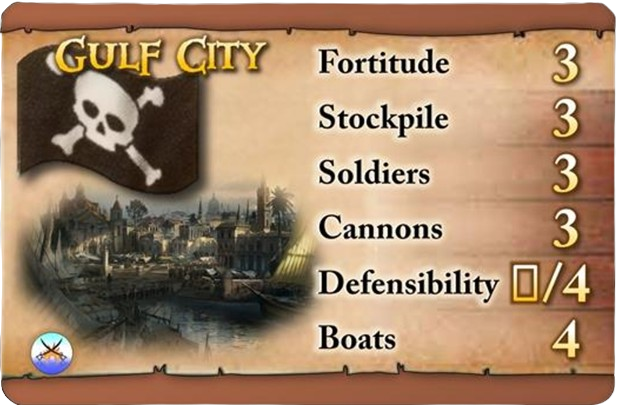 GULF CITY
Fortitude 3
Stockpile 3
Soldiers 3
Cannons 3
Defensibility ▯/4
Boats 4